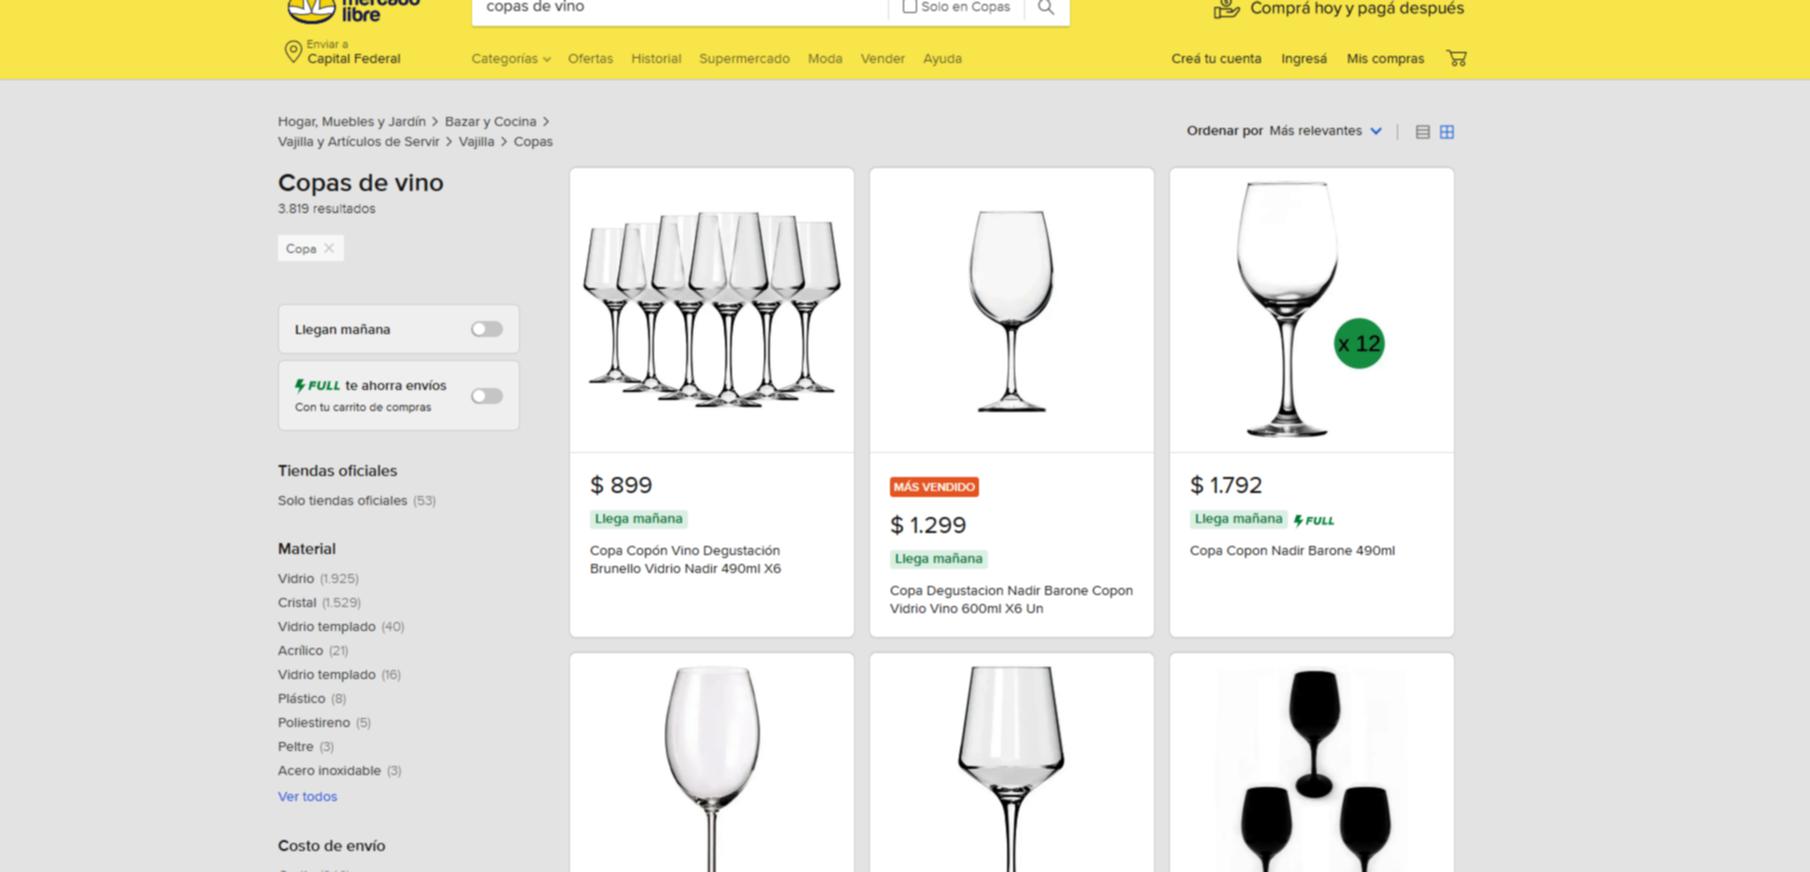 mercado
libre
copas de vino
Solo en Copas
Comprá hoy y pagá después
Enviar a
Capital Federal
Categorías
Ofertas
Historial
Supermercado
Moda
Vender
Ayuda
Creá tu cuenta
Ingresá
Mis compras
Hogar, Muebles y Jardín > Bazar y Cocina >
Vajilla y Artículos de Servir > Vajilla > Copas
Ordenar por Más relevantes
Copas de vino
3.819 resultados
Copa
Llegan mañana
FULL te ahorra envíos
Con tu carrito de compras
Tiendas oficiales
Solo tiendas oficiales (53)
Material
Vidrio (1.925)
Cristal (1.529)
Vidrio templado (40)
Acrílico (21)
Vidrio templado (16)
Plástico (8)
Poliestireno (5)
Peltre (3)
Acero inoxidable (3)
Ver todos
Costo de envío
$ 899
Llega mañana
Copa Copón Vino Degustación
Brunello Vidrio Nadir 490ml X6
MÁS VENDIDO
$ 1.299
Llega mañana
Copa Degustacion Nadir Barone Copon
Vidrio Vino 600ml X6 Un
x 12
$ 1.792
Llega mañana FULL
Copa Copon Nadir Barone 490ml